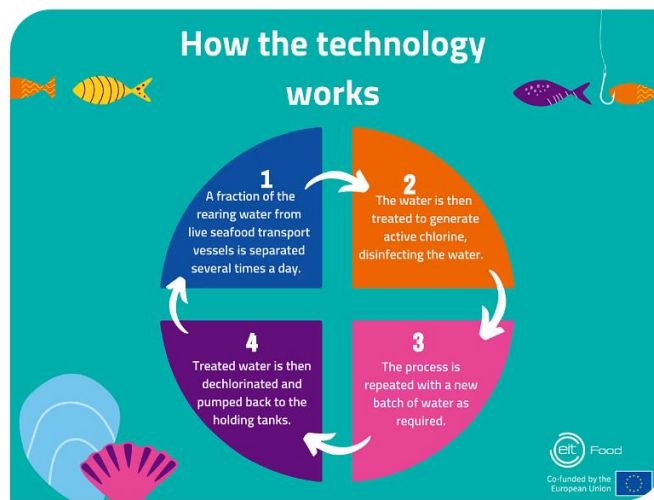 How the technology
works
1
A fraction of the
rearing water from
live seafood transport
vessels is separated
several times a day.
2
The water is then
treated to generate
active chlorine,
disinfecting the water.
3
The process is
repeated with a new
batch of water as
required.
4
Treated water is then
dechlorinated and
pumped back to the
holding tanks.
eit Food
Co-funded by the
European Union